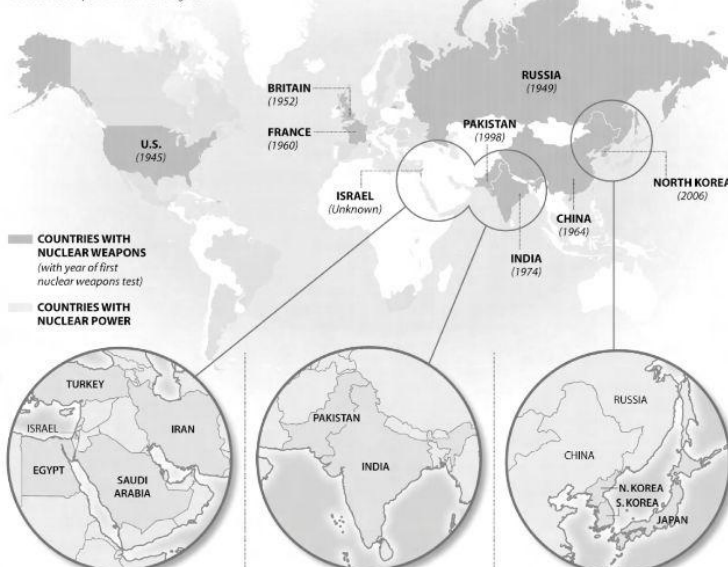 RUSSIA
(1949)
BRITAIN
(1952)
PAKISTAN
(1998)
FRANCE
(1960)
U.S.
(1945)
NORTH KOREA
(2006)
ISRAEL
(Unknown)
CHINA
(1964)
INDIA
(1974)
COUNTRIES WITH
NUCLEAR WEAPONS
(with year of first
nuclear weapons test)
COUNTRIES WITH
NUCLEAR POWER
TURKEY
ISRAEL
IRAN
EGYPT
SAUDI
ARABIA
PAKISTAN
INDIA
RUSSIA
CHINA
N. KOREA
S. KOREA
JAPAN